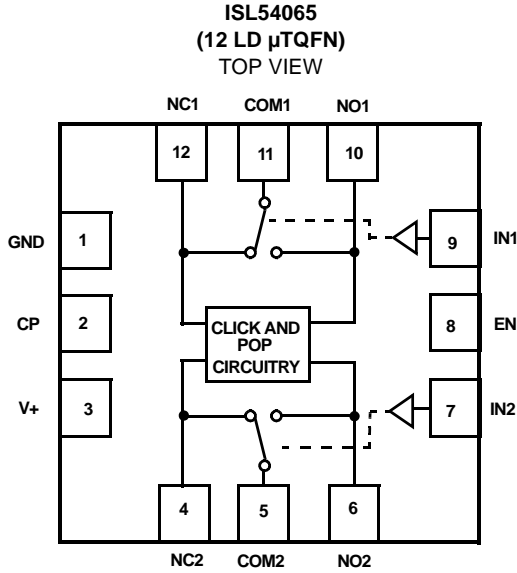 ISL54065
(12 LD µTQFN)
TOP VIEW
NC1 COM1 NO1
12 11 10
GND 1 9 IN1
CP 2 8 EN
CLICK AND
POP
CIRCUITRY
V+ 3 7 IN2
4 5 6
NC2 COM2 NO2